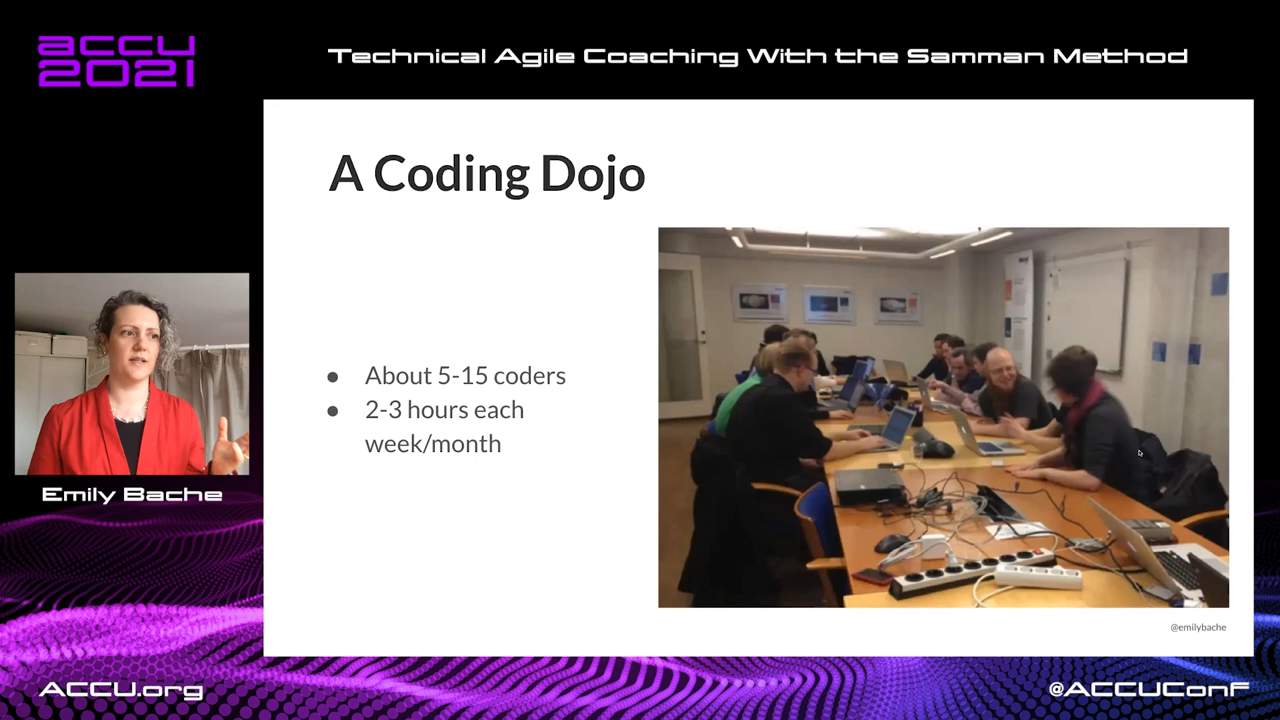 accu
2021
Technical Agile Coaching With the Samman Method
A Coding Dojo
● About 5-15 coders
● 2-3 hours each
week/month
Emily Bache
@emilybache
ACCU.org
@ACCUConf